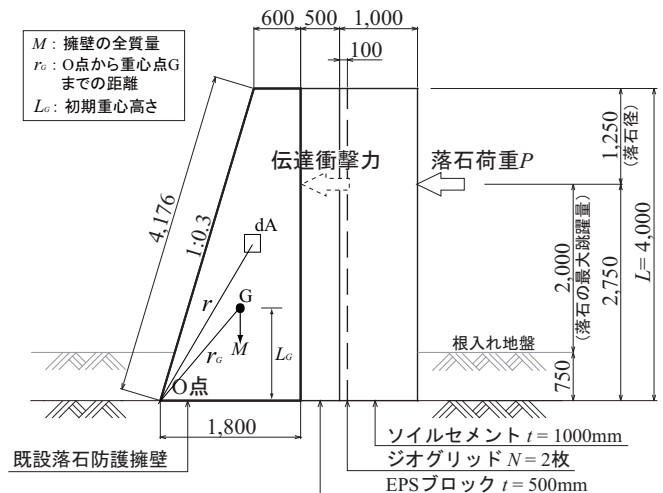 600
500
1,000
100
M：擁壁の全質量
rG：O点から重心点G
までの距離
LG：初期重心高さ
伝達衝撃力
落石荷重P
1,250
(落石径)
4,176
1:0.3
dA
r
G
rG
M
LG
O点
2,000
(落石の最大跳躍量)
2,750
L= 4,000
根入れ地盤
750
1,800
既設落石防護擁壁
ソイルセメント t = 1000mm
ジオグリッド N = 2枚
EPSブロック t = 500mm